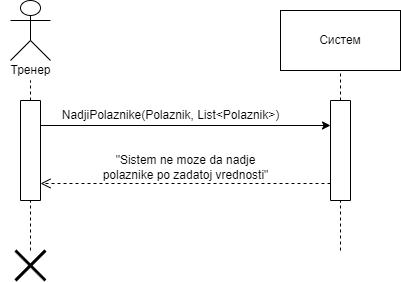 Систем
Тренер
NadjiPolaznike(Polaznik, List<Polaznik>)
"Sistem ne moze da nadje
polaznike po zadatoj vrednosti"